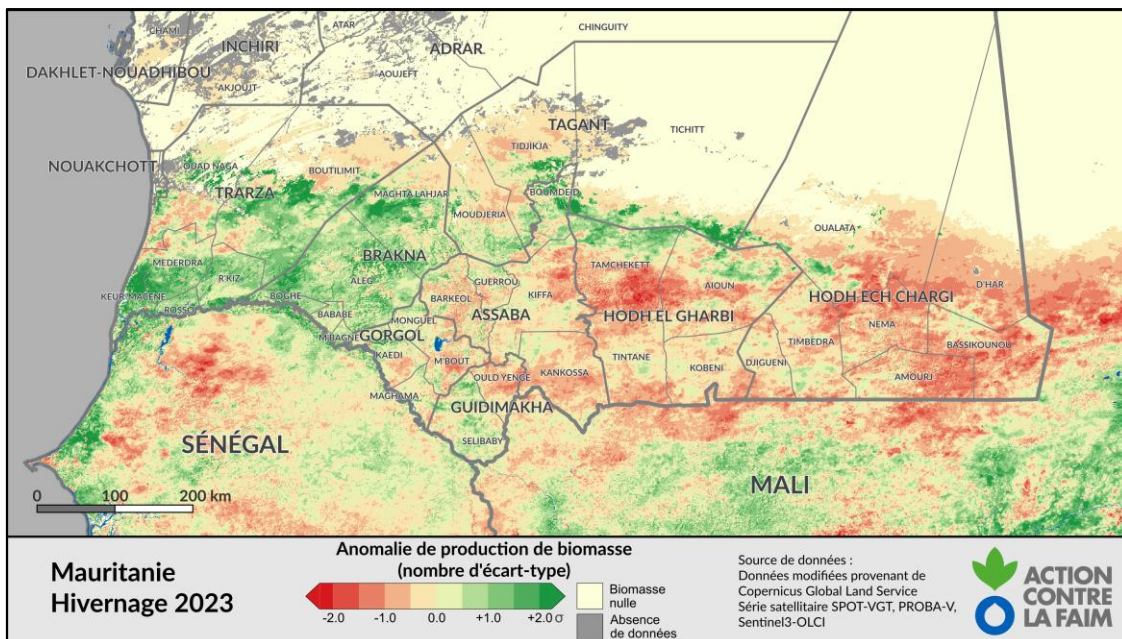 CHAMI
ATAR
CHINGUITY
INCHIRI
ADRAR
DAKHLET-NOUADHIBOU
AOUJEFT
AKJOUJT
TAGANT
TICHITT
NOUAKCHOTT
TIDJIKJA
OUAD NAGA
BOUTILIMIT
TRARZA
MAGHTA LAHJAR
BOUMDEID
MOUDJERIA
OUALATA
BRAKNA
MEDERDRA
TAMCHEKETT
R'KIZ
ALEG
GUERROU
AIOUN
D'HAR
KEUR MACENE
BOGHE
BARKEOL
KIFFA
HODH ECH CHARGI
ROSSO
BABABE
MONGUEL
ASSABA
HODH EL GHARBI
NEMA
M'BAGNE
GORGOL
TIMBEDRA
BASSIKOUNOU
KAEDI
M'BOUT
TINTANE
KOBENI
DJIGUENI
OULD YENGE
KANKOSSA
AMOURJ
MAGHAMA
GUIDIMAKHA
SÉNÉGAL
SELIBABY
MALI
0 100 200 km
Mauritanie
Hivernage 2023
Anomalie de production de biomasse
(nombre d'écart-type)
-2.0 -1.0 0.0 +1.0 +2.0 σ
Biomasse
nulle
Absence
de données
Source de données :
Données modifiées provenant de
Copernicus Global Land Service
Série satellitaire SPOT-VGT, PROBA-V,
Sentinel3-OLCI
ACTION
CONTRE
LA FAIM